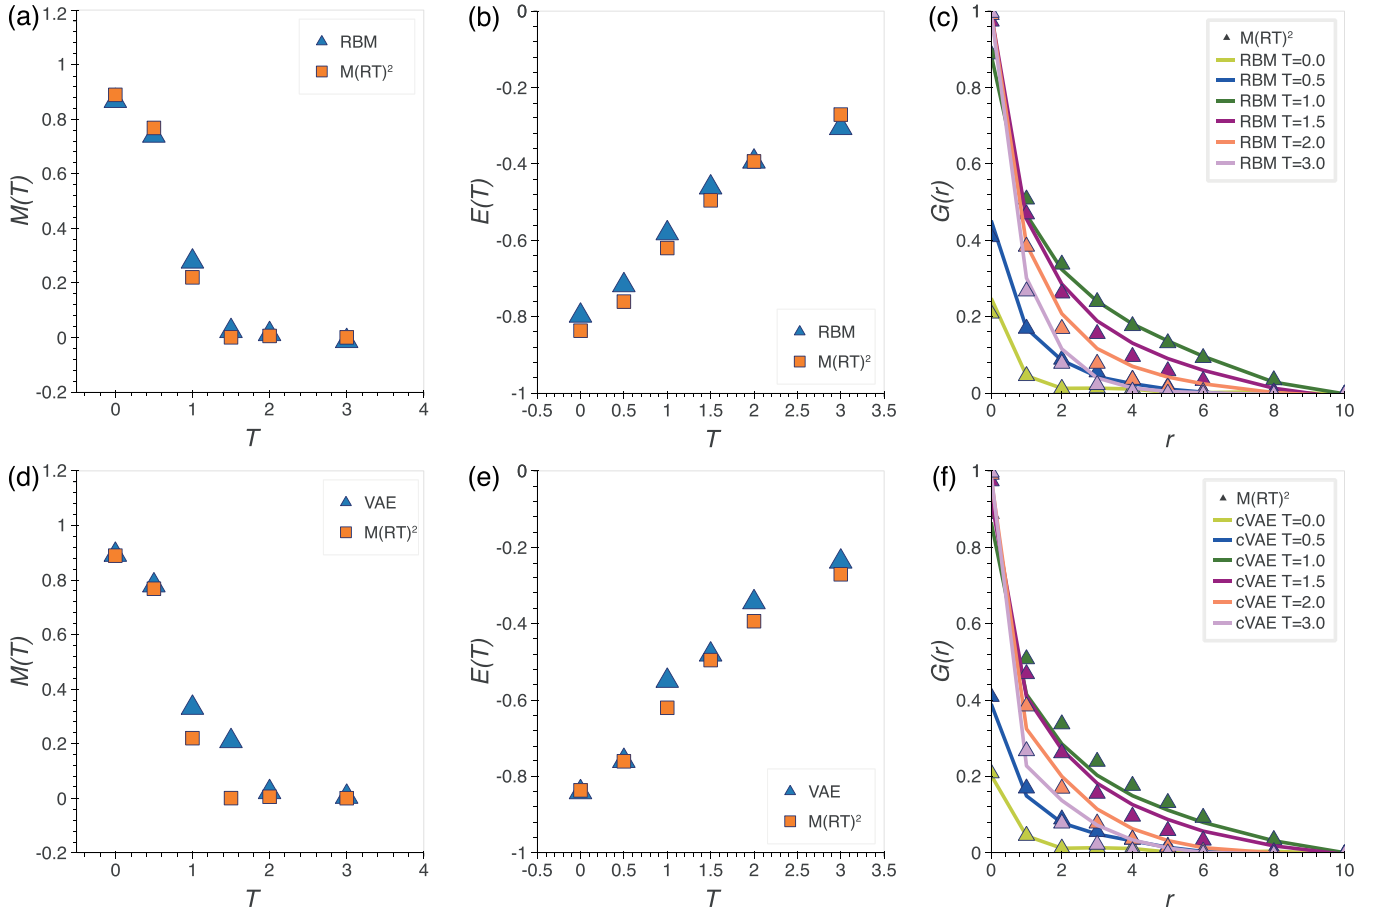 (a)
1.2
1
0.8
0.6
0.4
0.2
0
-0.2
M(T)
0
1
2
3
4
T
RBM
M(RT)²
(b)
0
-0.2
-0.4
-0.6
-0.8
-1
E(T)
-0.5
0
0.5
1
1.5
2
2.5
3
3.5
T
RBM
M(RT)²
(c)
1
0.8
0.6
0.4
0.2
0
G(r)
0
2
4
6
8
10
r
M(RT)²
RBM T=0.0
RBM T=0.5
RBM T=1.0
RBM T=1.5
RBM T=2.0
RBM T=3.0
(d)
1.2
1
0.8
0.6
0.4
0.2
0
-0.2
M(T)
0
1
2
3
4
T
VAE
M(RT)²
(e)
0
-0.2
-0.4
-0.6
-0.8
-1
E(T)
-0.5
0
0.5
1
1.5
2
2.5
3
3.5
T
VAE
M(RT)²
(f)
1
0.8
0.6
0.4
0.2
0
G(r)
0
2
4
6
8
10
r
M(RT)²
cVAE T=0.0
cVAE T=0.5
cVAE T=1.0
cVAE T=1.5
cVAE T=2.0
cVAE T=3.0